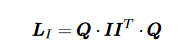 L_I = Q · II^T · Q